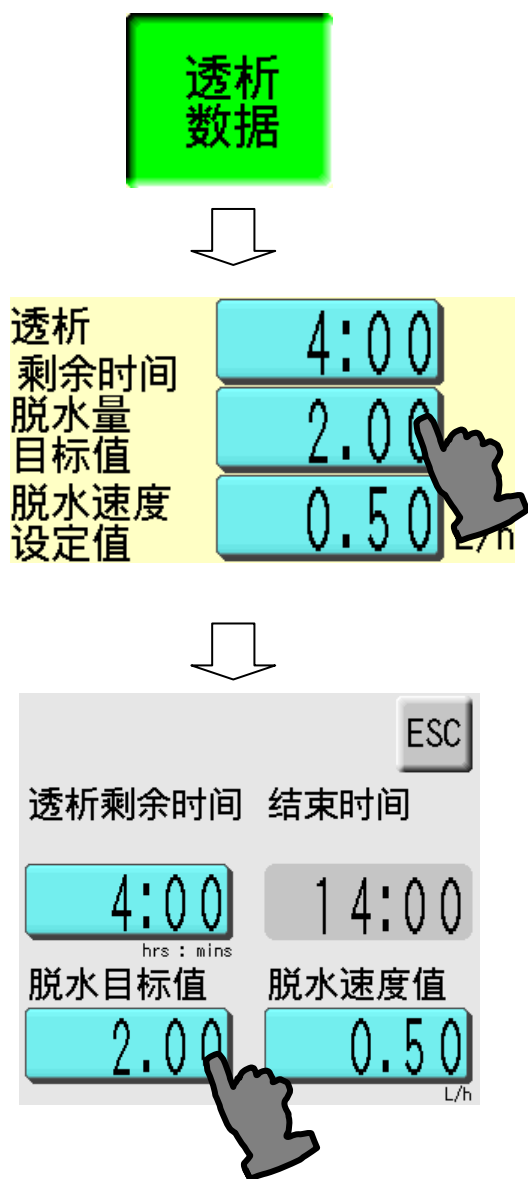 透析
数据
透析
剩余时间
4:00
脱水量
目标值
2.00
脱水速度
设定值
0.50
L/h
ESC
透析剩余时间 结束时间
4:00 14:00
hrs : mins
脱水目标值 脱水速度值
2.00 0.50
L/h